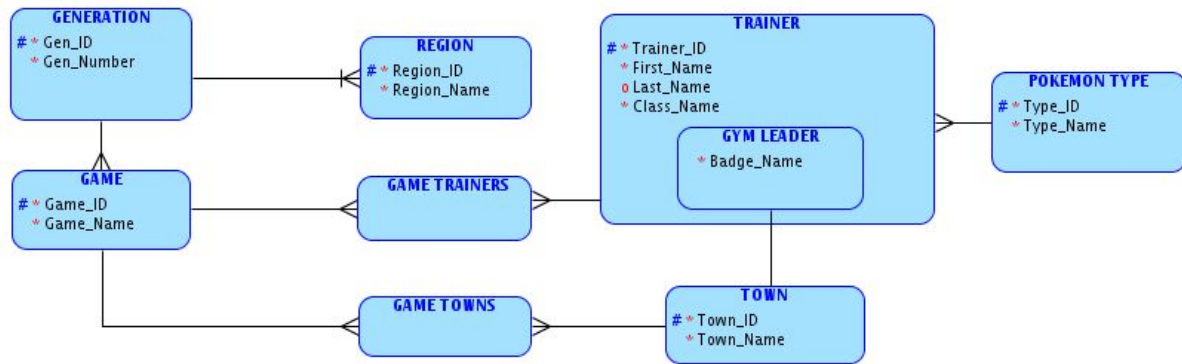 GENERATION
# * Gen_ID
* Gen_Number
REGION
# * Region_ID
* Region_Name
TRAINER
# * Trainer_ID
* First_Name
o Last_Name
* Class_Name
GYM LEADER
* Badge_Name
POKEMON TYPE
# * Type_ID
* Type_Name
GAME
# * Game_ID
* Game_Name
GAME TRAINERS
GAME TOWNS
TOWN
# * Town_ID
* Town_Name